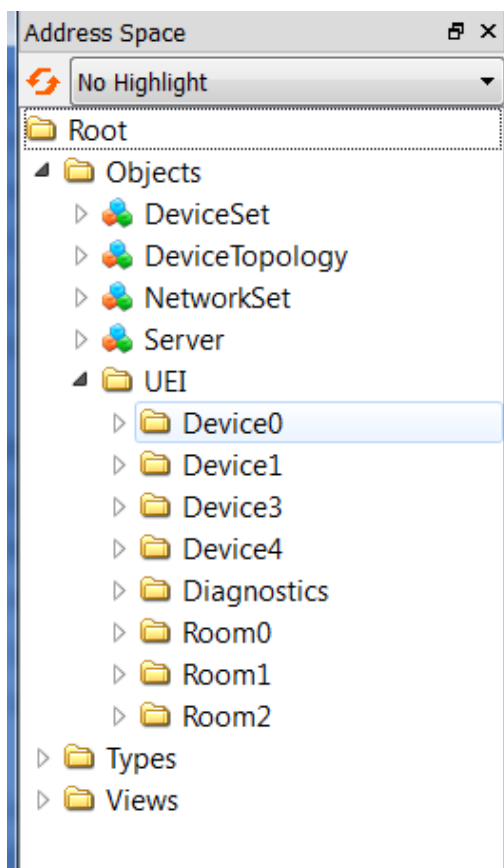 Address Space
No Highlight
Root
Objects
DeviceSet
DeviceTopology
NetworkSet
Server
UEI
Device0
Device1
Device3
Device4
Diagnostics
Room0
Room1
Room2
Types
Views